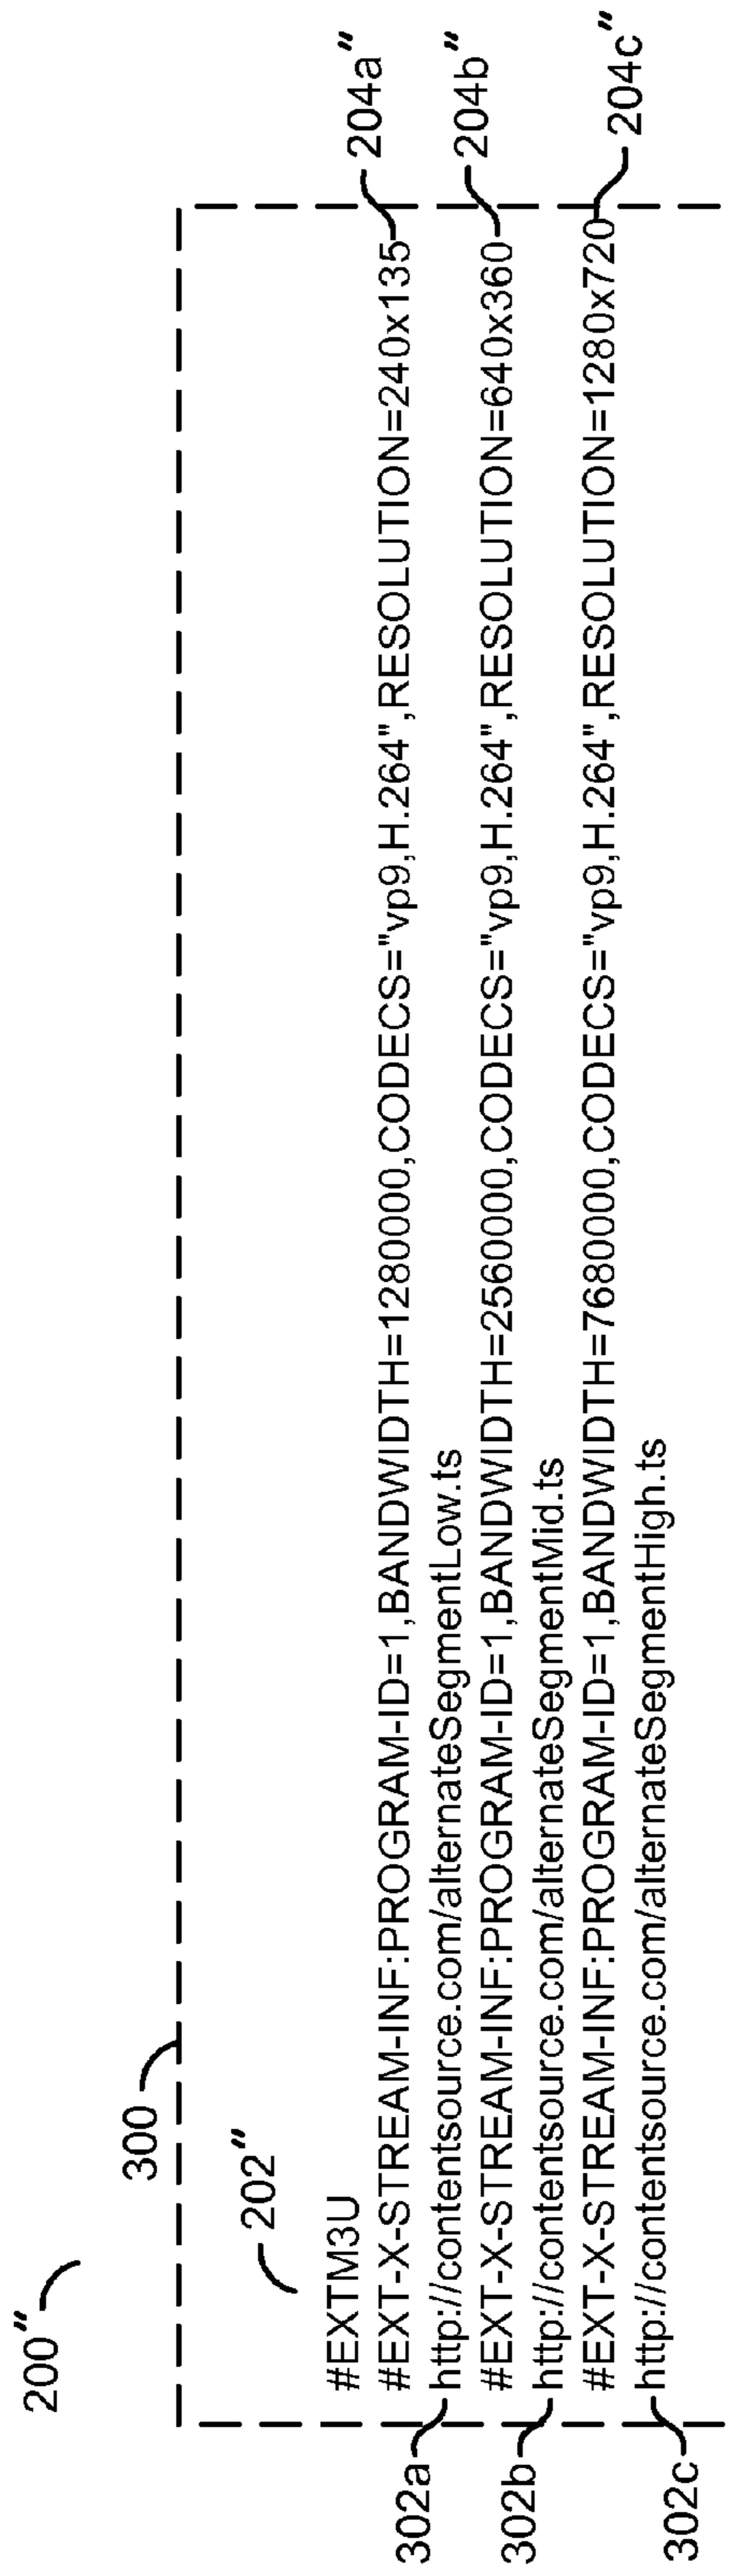 200″
300
202″
#EXTM3U
#EXT-X-STREAM-INF:PROGRAM-ID=1,BANDWIDTH=1280000,CODECS="vp9,H.264",RESOLUTION=240x135
204a″
302a
http://contentsource.com/alternateSegmentLow.ts
#EXT-X-STREAM-INF:PROGRAM-ID=1,BANDWIDTH=2560000,CODECS="vp9,H.264",RESOLUTION=640x360
204b″
302b
http://contentsource.com/alternateSegmentMid.ts
#EXT-X-STREAM-INF:PROGRAM-ID=1,BANDWIDTH=7680000,CODECS="vp9,H.264",RESOLUTION=1280x720
204c″
302c
http://contentsource.com/alternateSegmentHigh.ts